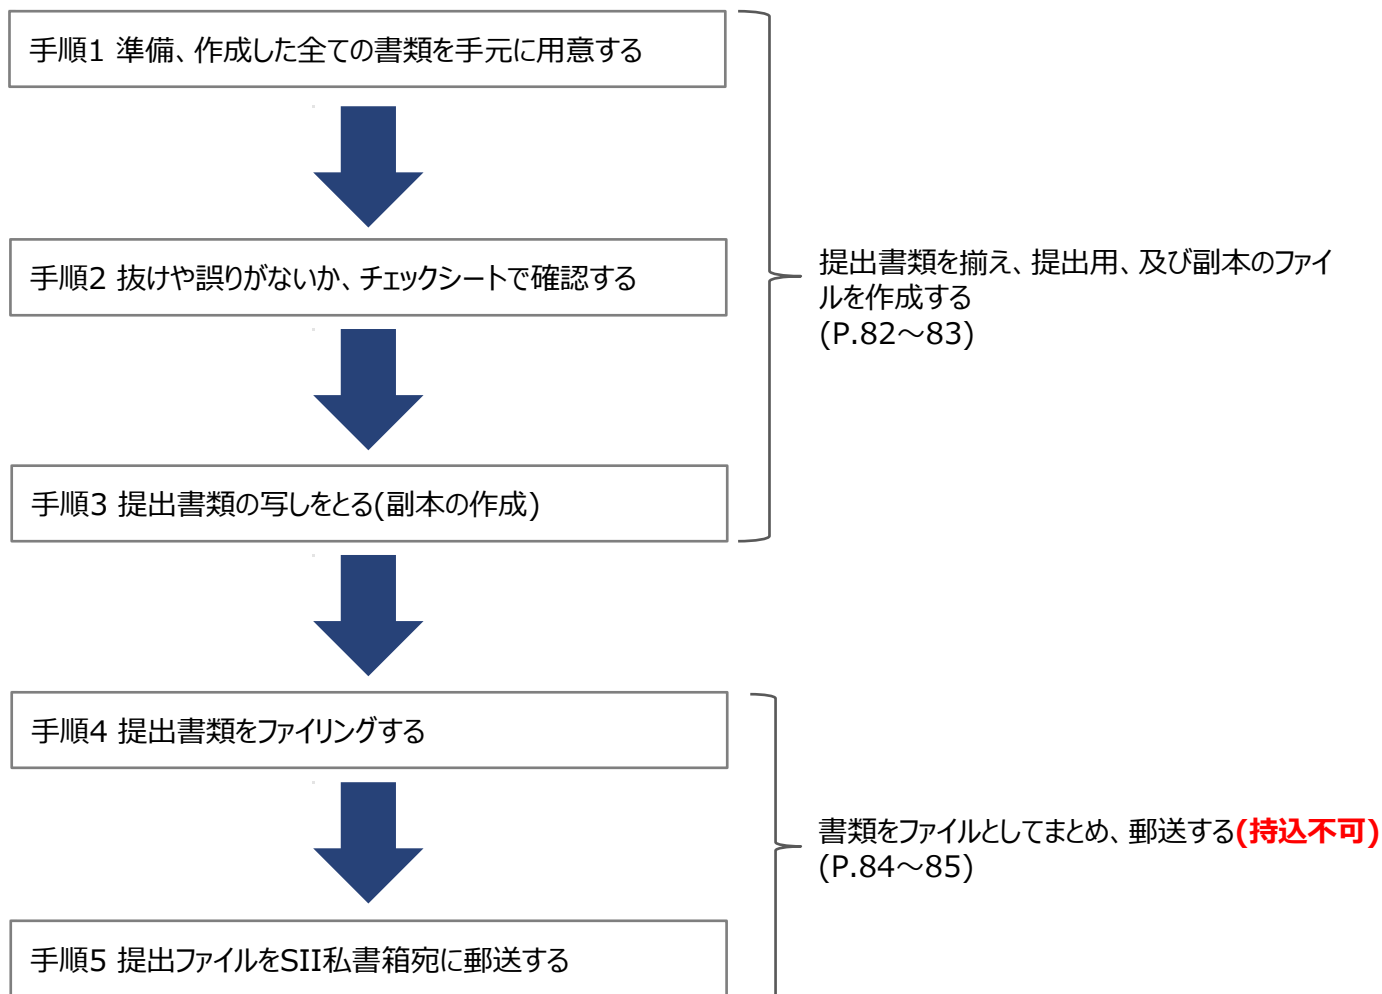 手順1 準備、作成した全ての書類を手元に用意する
手順2 抜けや誤りがないか、チェックシートで確認する
手順3 提出書類の写しをとる(副本の作成)
提出書類を揃え、提出用、及び副本のファイ
ルを作成する
(P.82～83)
手順4 提出書類をファイリングする
手順5 提出ファイルをSII私書箱宛に郵送する
書類をファイルとしてまとめ、郵送する(持込不可)
(P.84～85)